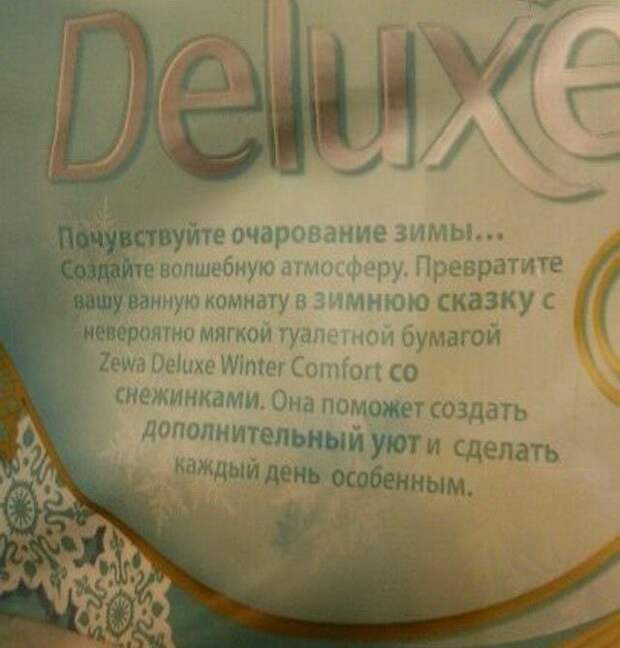 Deluxe
Почувствуйте очарование зимы...
Создайте волшебную атмосферу. Превратите
вашу ванную комнату в зимнюю сказку с
невероятно мягкой туалетной бумагой
Zewa Deluxe Winter Comfort со
снежинками. Она поможет создать
дополнительный уют и сделать
каждый день особенным.